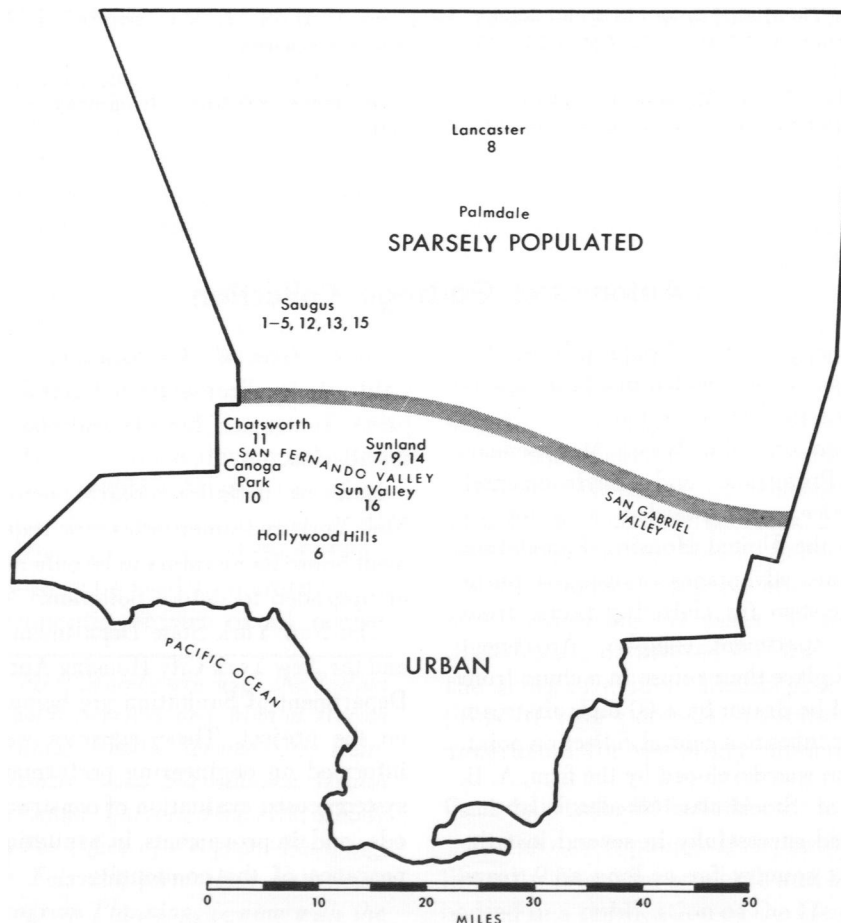 Lancaster
8
Palmdale
SPARSELY POPULATED
Saugus
1–5, 12, 13, 15
Chatsworth
11
Sunland
7, 9, 14
SAN FERNANDO VALLEY
Canoga
Park
10
Sun Valley
16
SAN GABRIEL
VALLEY
Hollywood Hills
6
PACIFIC OCEAN
URBAN
0 10 20 30 40 50
MILES